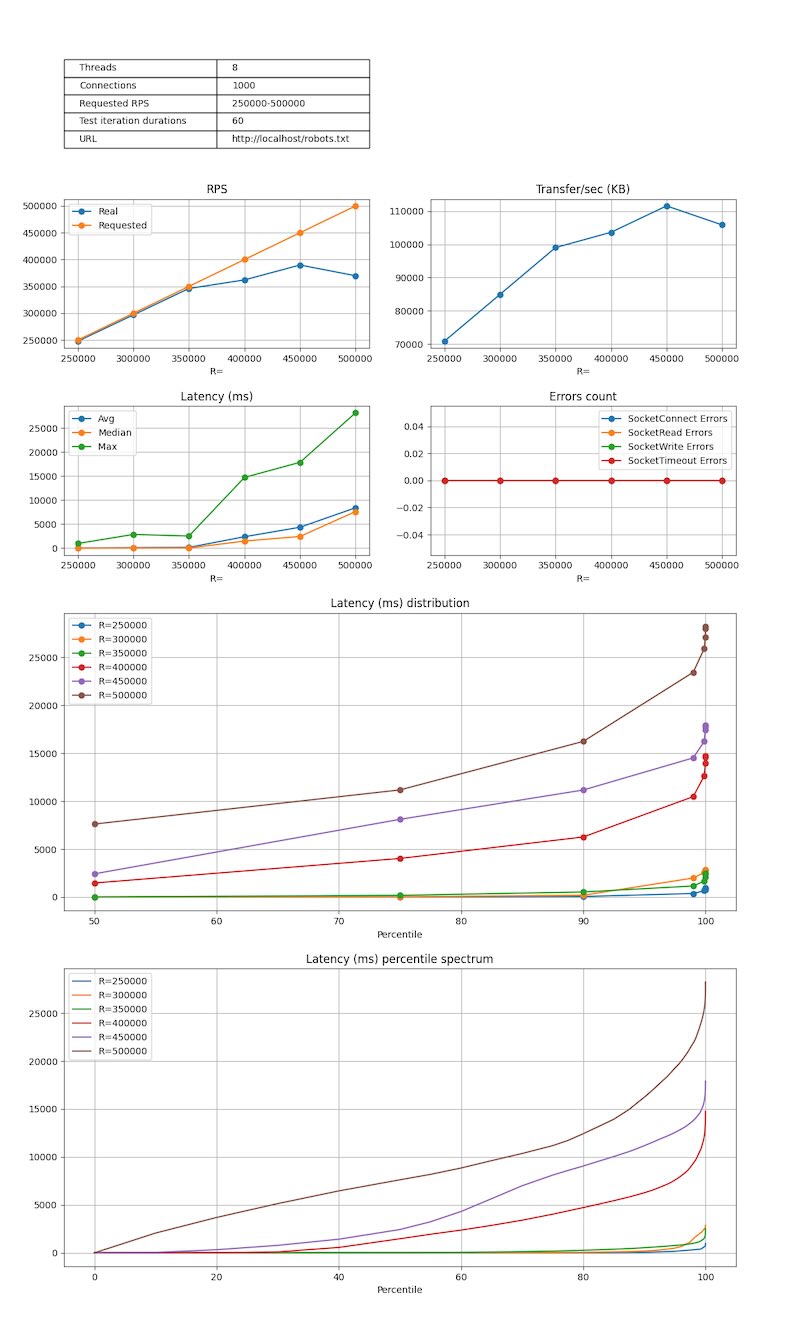 Threads 8
Connections 1000
Requested RPS 250000-500000
Test iteration durations 60
URL http://localhost/robots.txt
RPS
Real
Requested
500000
450000
400000
350000
300000
250000
250000 300000 350000 400000 450000 500000
R=
Transfer/sec (KB)
110000
100000
90000
80000
70000
250000 300000 350000 400000 450000 500000
R=
Latency (ms)
Avg
Median
Max
25000
20000
15000
10000
5000
0
250000 300000 350000 400000 450000 500000
R=
Errors count
SocketConnect Errors
SocketRead Errors
SocketWrite Errors
SocketTimeout Errors
0.04
0.02
0.00
−0.02
−0.04
250000 300000 350000 400000 450000 500000
R=
Latency (ms) distribution
R=250000
R=300000
R=350000
R=400000
R=450000
R=500000
25000
20000
15000
10000
5000
0
50 60 70 80 90 100
Percentile
Latency (ms) percentile spectrum
R=250000
R=300000
R=350000
R=400000
R=450000
R=500000
25000
20000
15000
10000
5000
0
0 20 40 60 80 100
Percentile